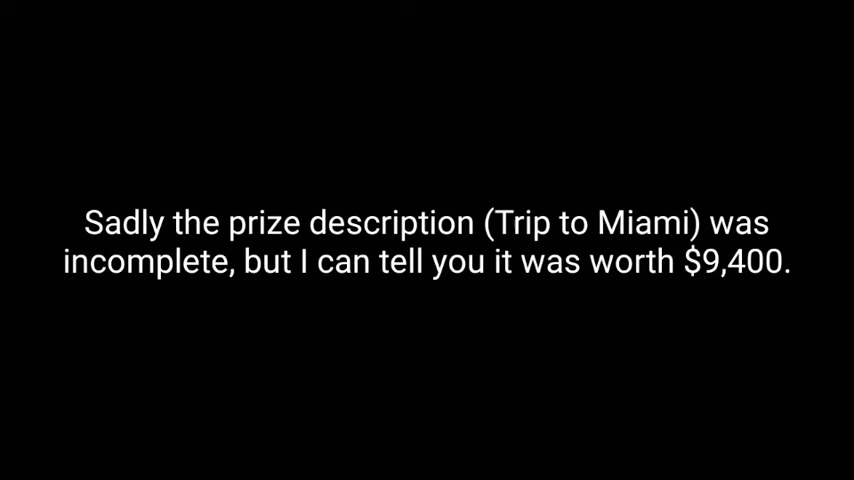 Sadly the prize description (Trip to Miami) was
incomplete, but I can tell you it was worth $9,400.